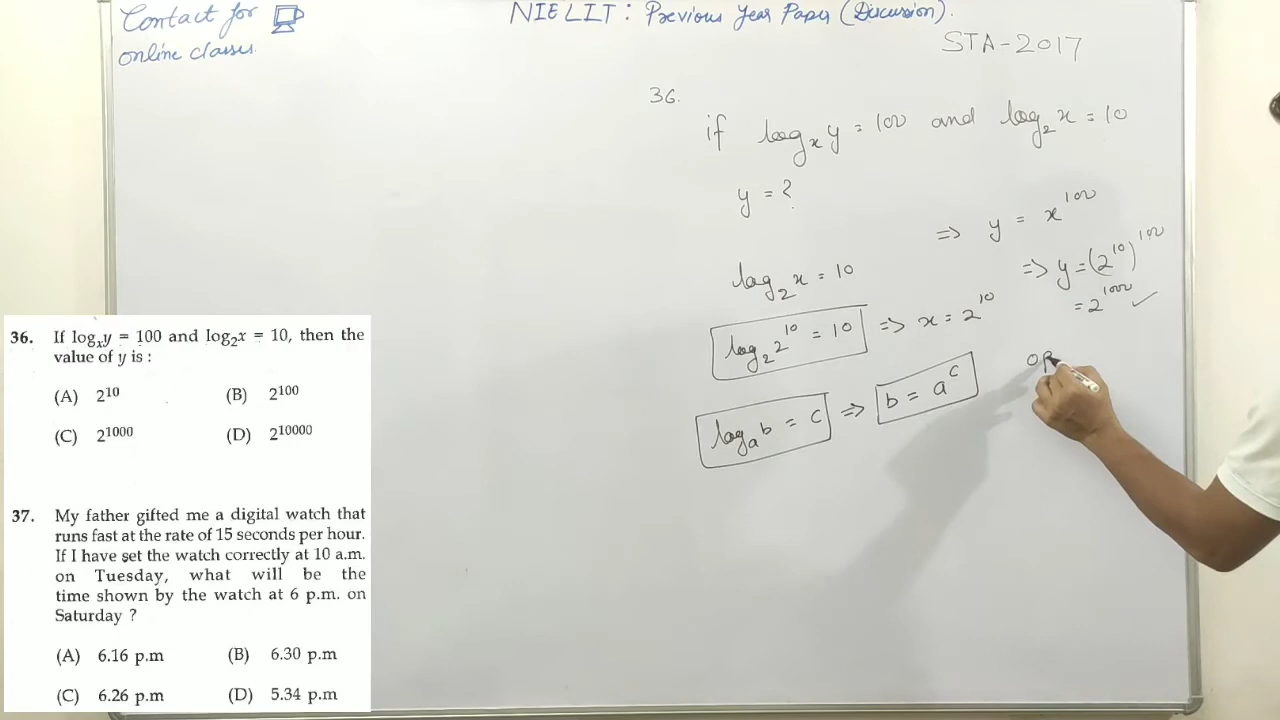 Contact for
online classes.
NIELIT: Previous Year Paper (Discussion).
STA-2017
36.
if log_x y = 100 and log_2 x = 10
y = ?
log_2 x = 10
log_2 2^10 = 10 => x = 2^10
log_a b = c => b = a^c
=> y = x^100
=> y = (2^10)^100
= 2^1000 ✓
OR
36. If log_x y = 100 and log_2 x = 10, then the
value of y is :
(A) 2^10 (B) 2^100
(C) 2^1000 (D) 2^10000
37. My father gifted me a digital watch that
runs fast at the rate of 15 seconds per hour.
If I have set the watch correctly at 10 a.m.
on Tuesday, what will be the
time shown by the watch at 6 p.m. on
Saturday ?
(A) 6.16 p.m (B) 6.30 p.m
(C) 6.26 p.m (D) 5.34 p.m